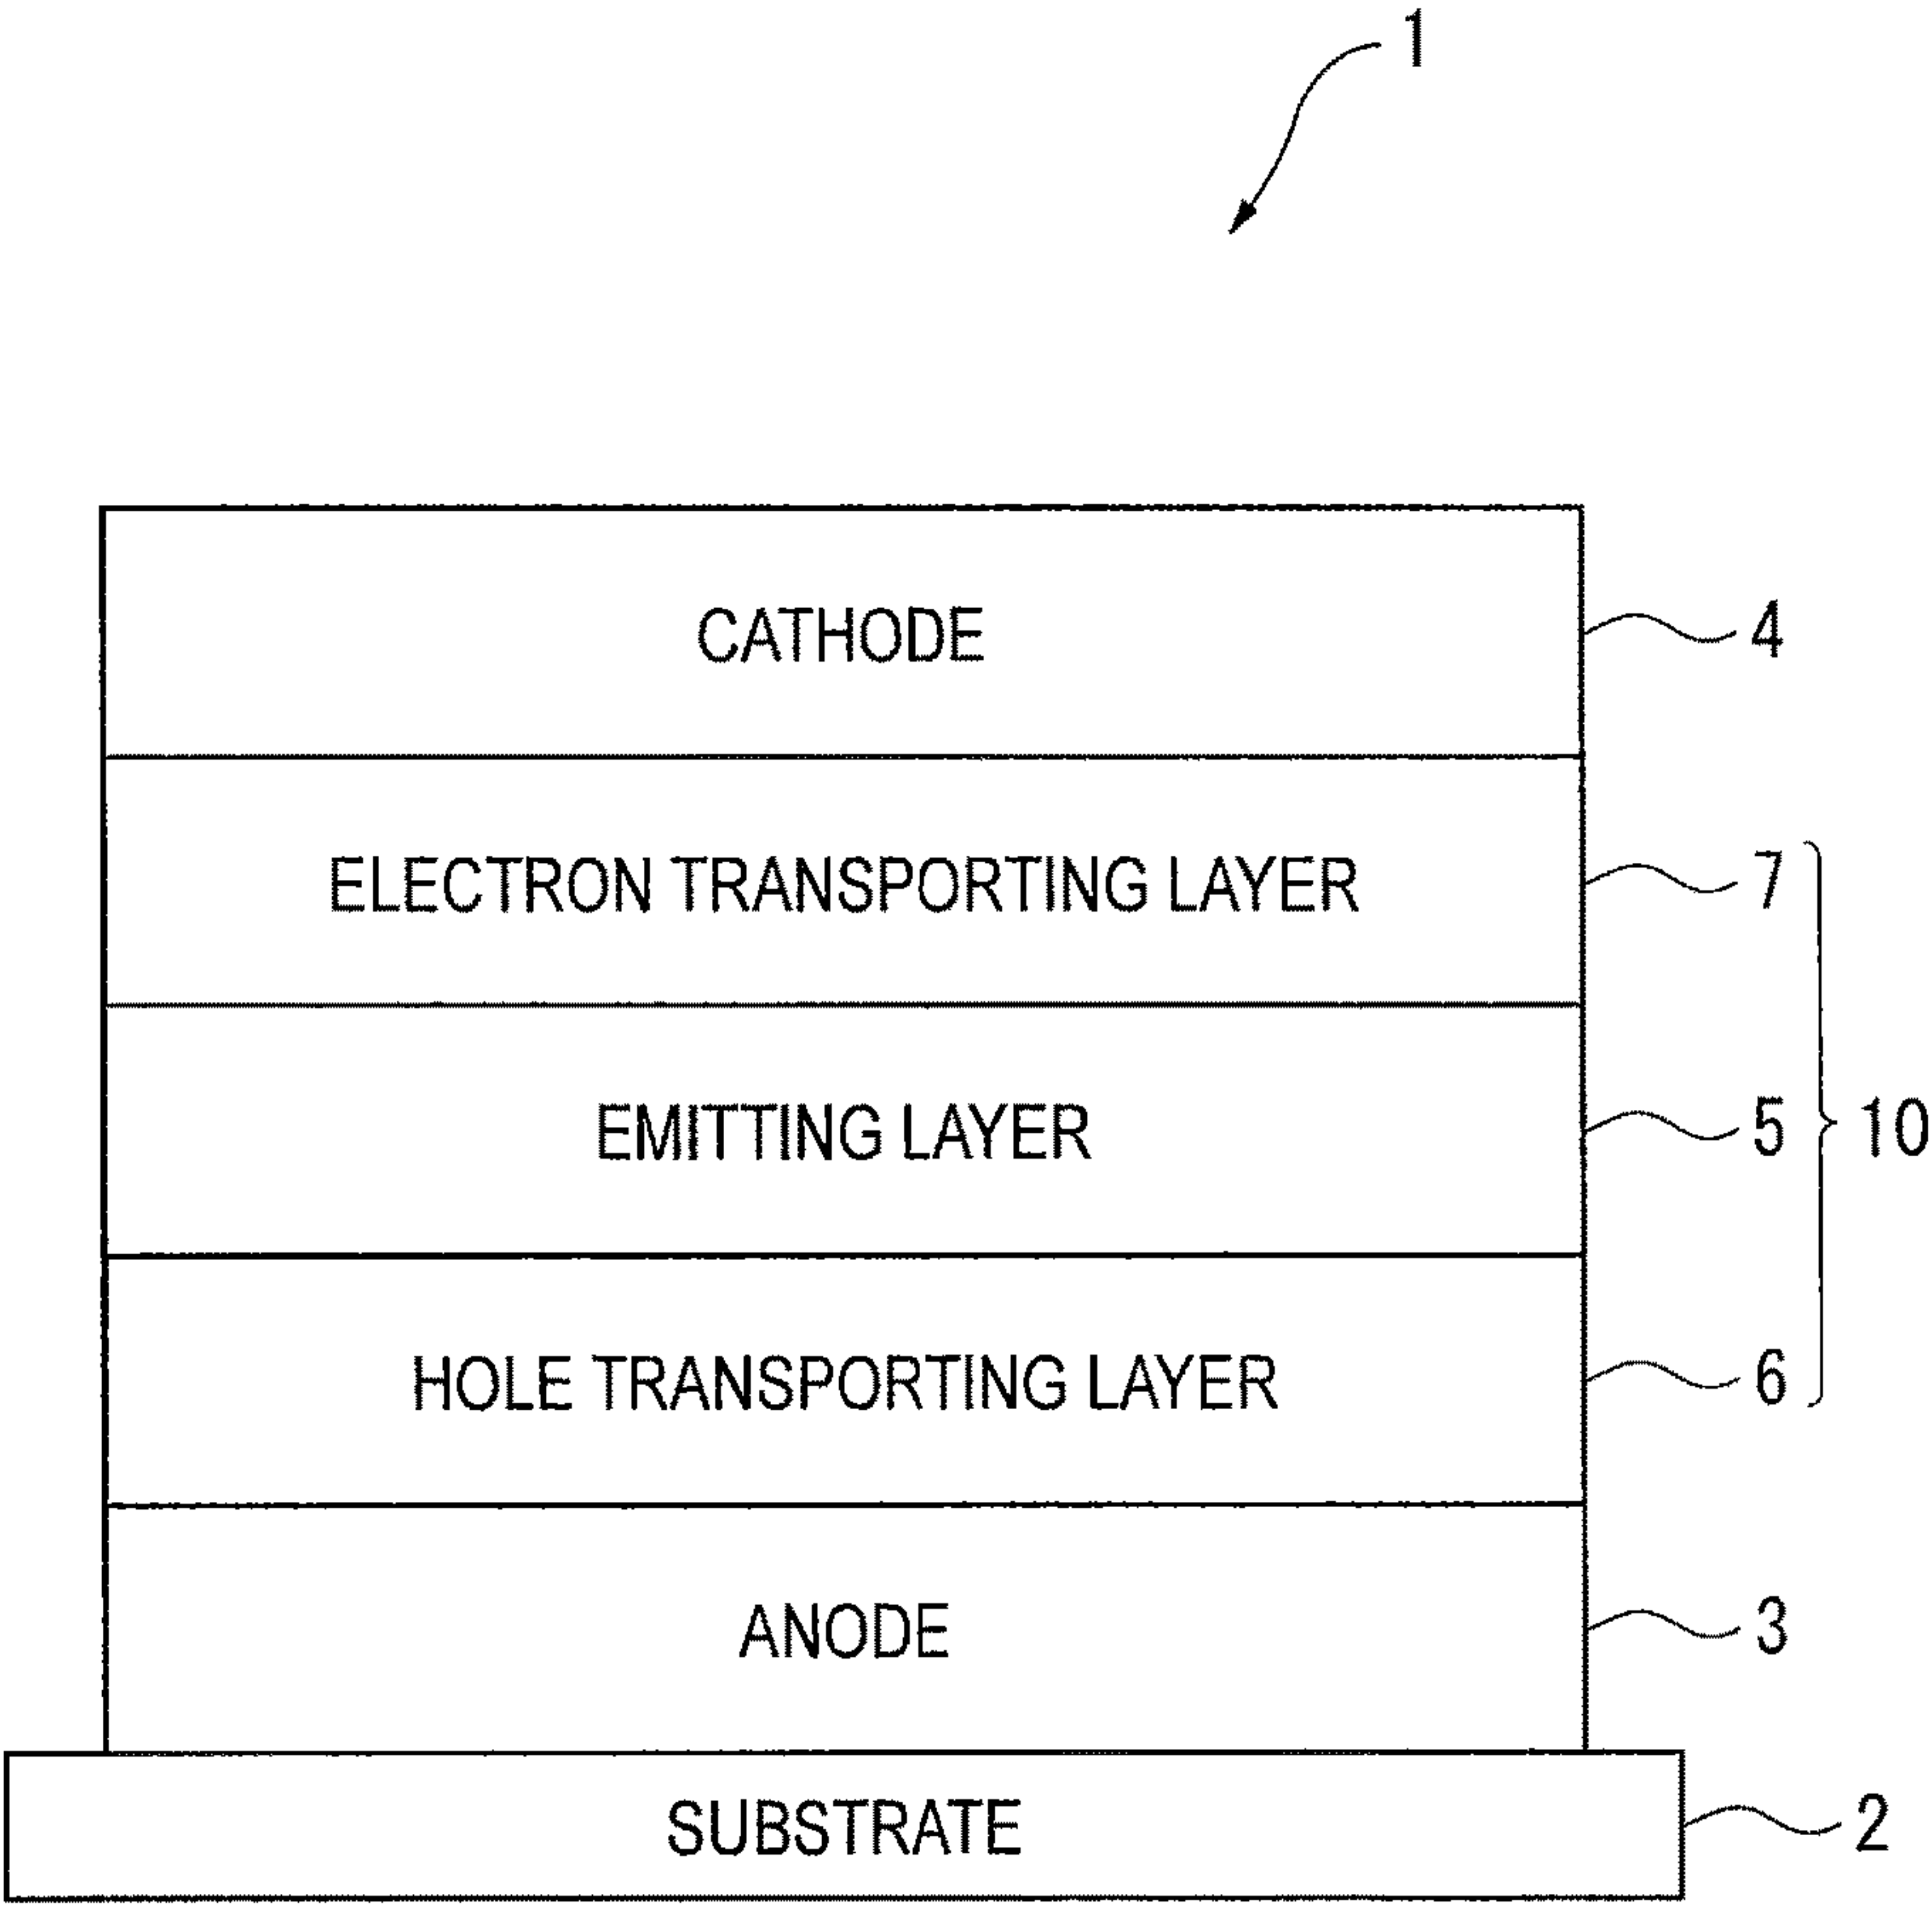 1
CATHODE 4
ELECTRON TRANSPORTING LAYER 7
EMITTING LAYER 5 10
HOLE TRANSPORTING LAYER 6
ANODE 3
SUBSTRATE 2